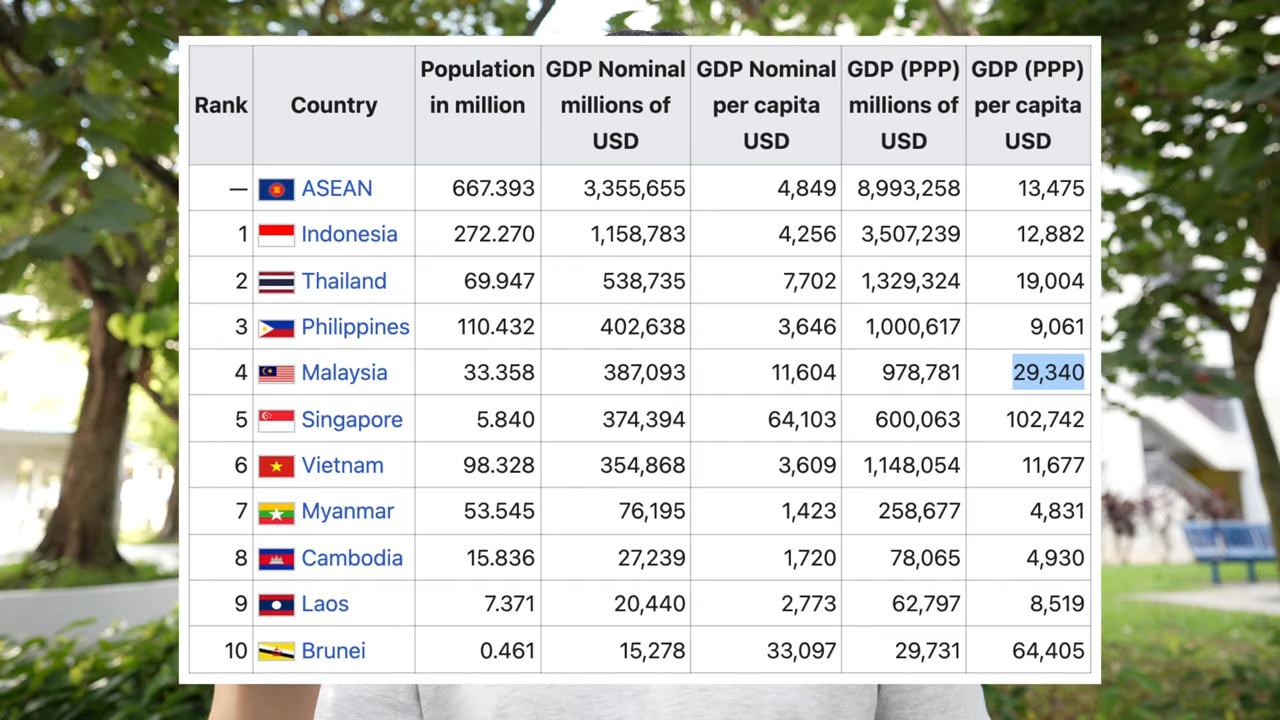 Rank Country Population in million GDP Nominal millions of USD GDP Nominal per capita USD GDP (PPP) millions of USD GDP (PPP) per capita USD
— ASEAN 667.393 3,355,655 4,849 8,993,258 13,475
1 Indonesia 272.270 1,158,783 4,256 3,507,239 12,882
2 Thailand 69.947 538,735 7,702 1,329,324 19,004
3 Philippines 110.432 402,638 3,646 1,000,617 9,061
4 Malaysia 33.358 387,093 11,604 978,781 29,340
5 Singapore 5.840 374,394 64,103 600,063 102,742
6 Vietnam 98.328 354,868 3,609 1,148,054 11,677
7 Myanmar 53.545 76,195 1,423 258,677 4,831
8 Cambodia 15.836 27,239 1,720 78,065 4,930
9 Laos 7.371 20,440 2,773 62,797 8,519
10 Brunei 0.461 15,278 33,097 29,731 64,405